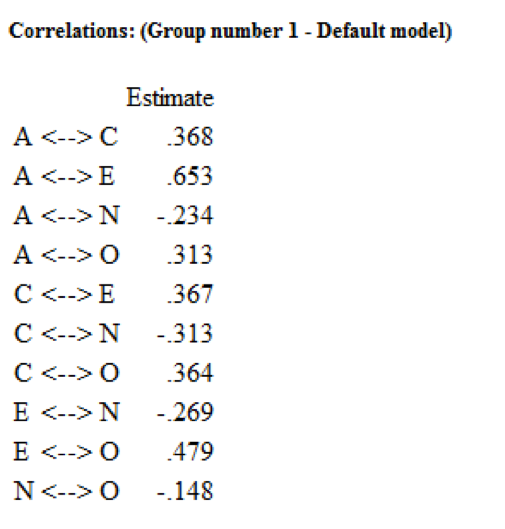 Correlations: (Group number 1 - Default model)
Estimate
A <--> C .368
A <--> E .653
A <--> N -.234
A <--> O .313
C <--> E .367
C <--> N -.313
C <--> O .364
E <--> N -.269
E <--> O .479
N <--> O -.148